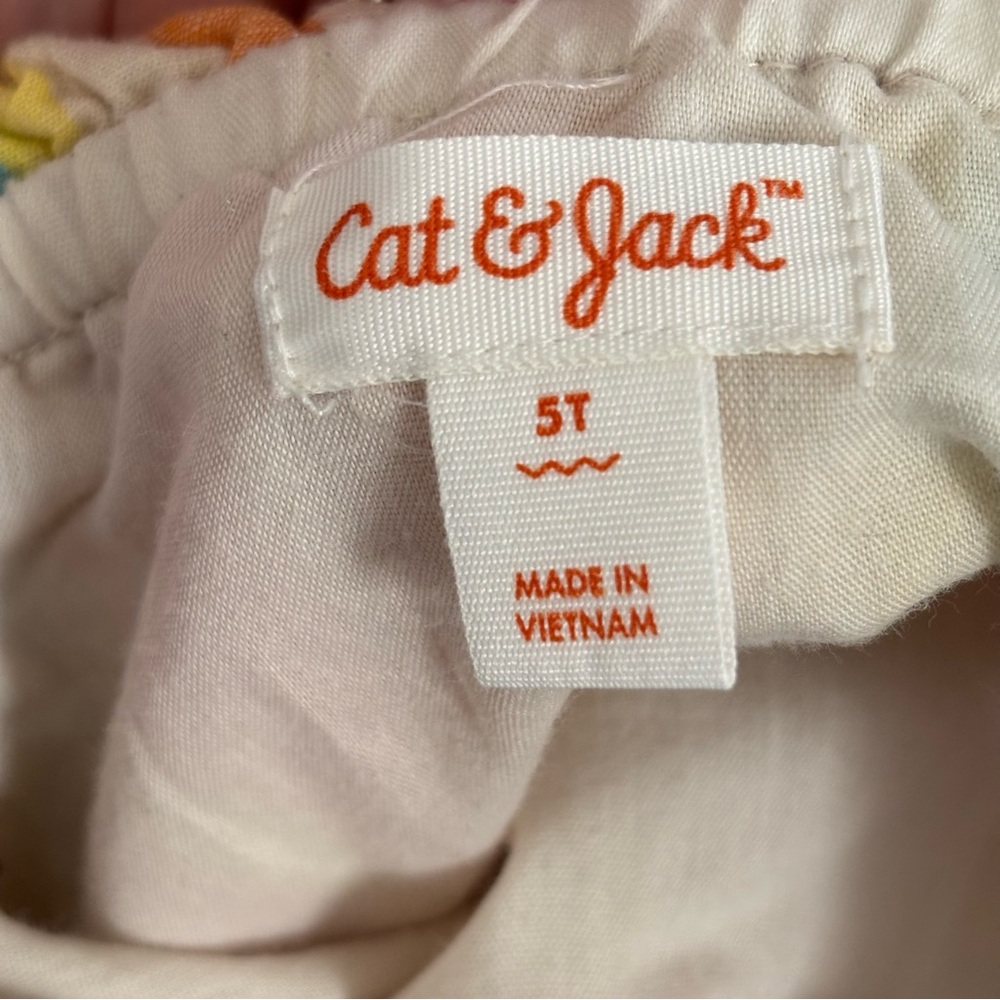 Cat & Jack™
5T
MADE IN
VIETNAM